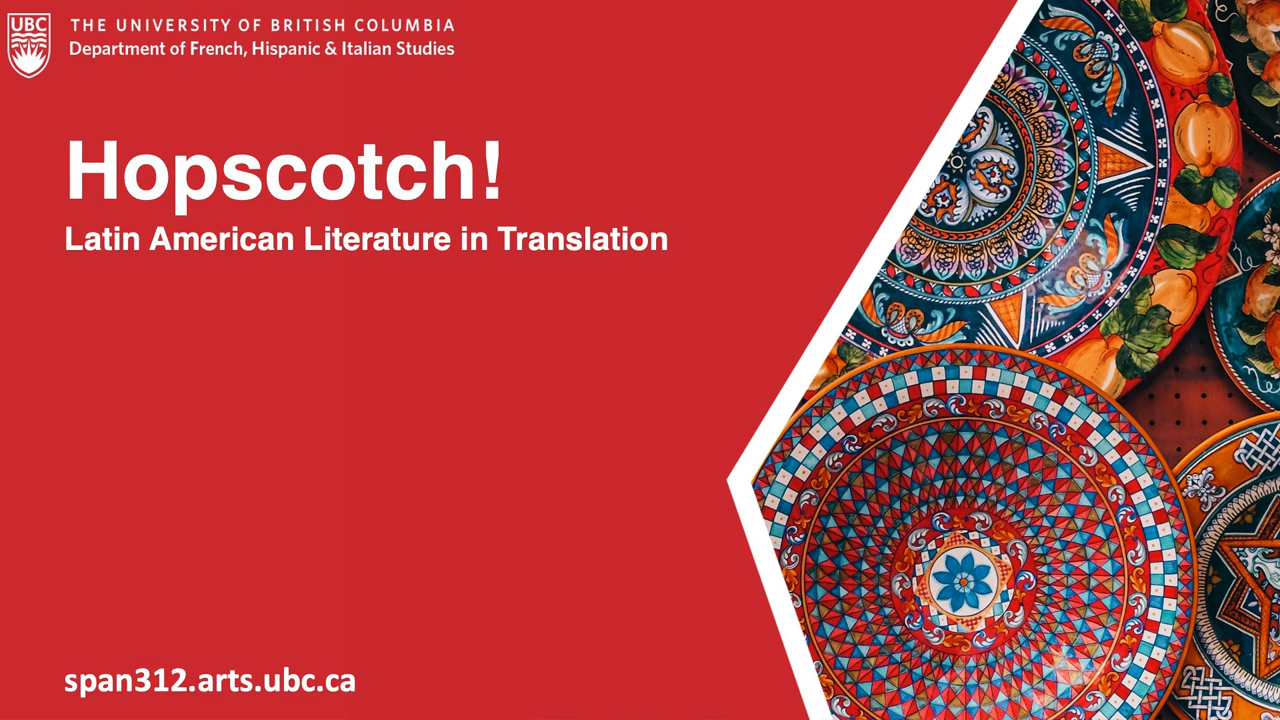 UBC
THE UNIVERSITY OF BRITISH COLUMBIA
Department of French, Hispanic & Italian Studies
Hopscotch!
Latin American Literature in Translation
span312.arts.ubc.ca